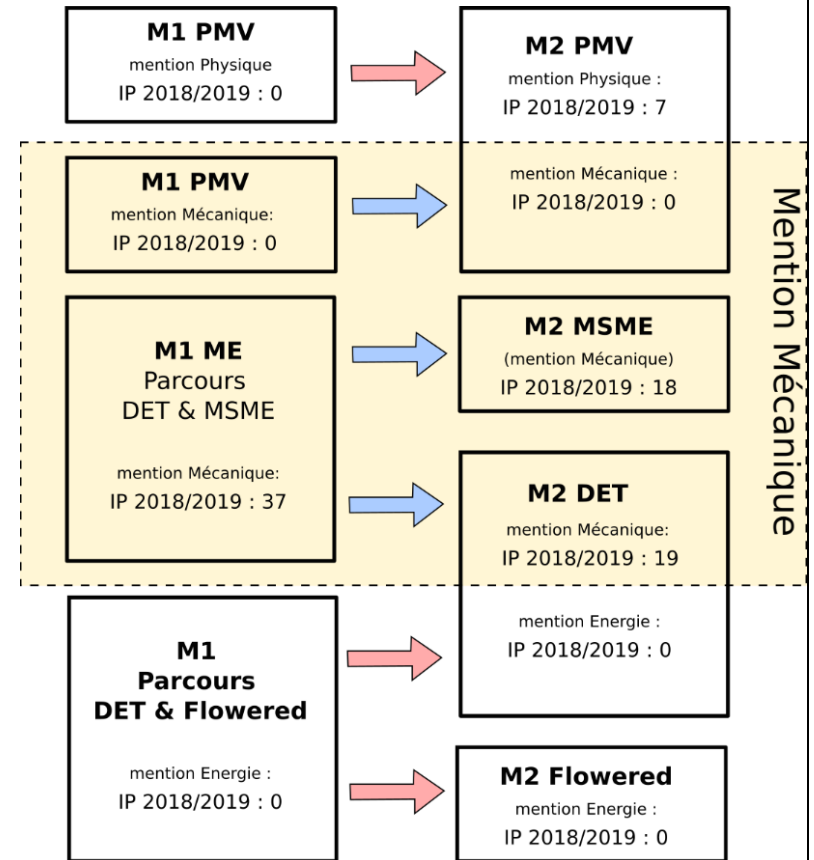 M1 PMV
mention Physique
IP 2018/2019 : 0
M2 PMV
mention Physique :
IP 2018/2019 : 7
mention Mécanique :
IP 2018/2019 : 0
M1 PMV
mention Mécanique:
IP 2018/2019 : 0
M1 ME
Parcours
DET & MSME
mention Mécanique:
IP 2018/2019 : 37
M2 MSME
(mention Mécanique)
IP 2018/2019 : 18
M2 DET
mention Mécanique:
IP 2018/2019 : 19
mention Energie :
IP 2018/2019 : 0
Mention Mécanique
M1
Parcours
DET & Flowered
mention Energie :
IP 2018/2019 : 0
M2 Flowered
mention Energie :
IP 2018/2019 : 0